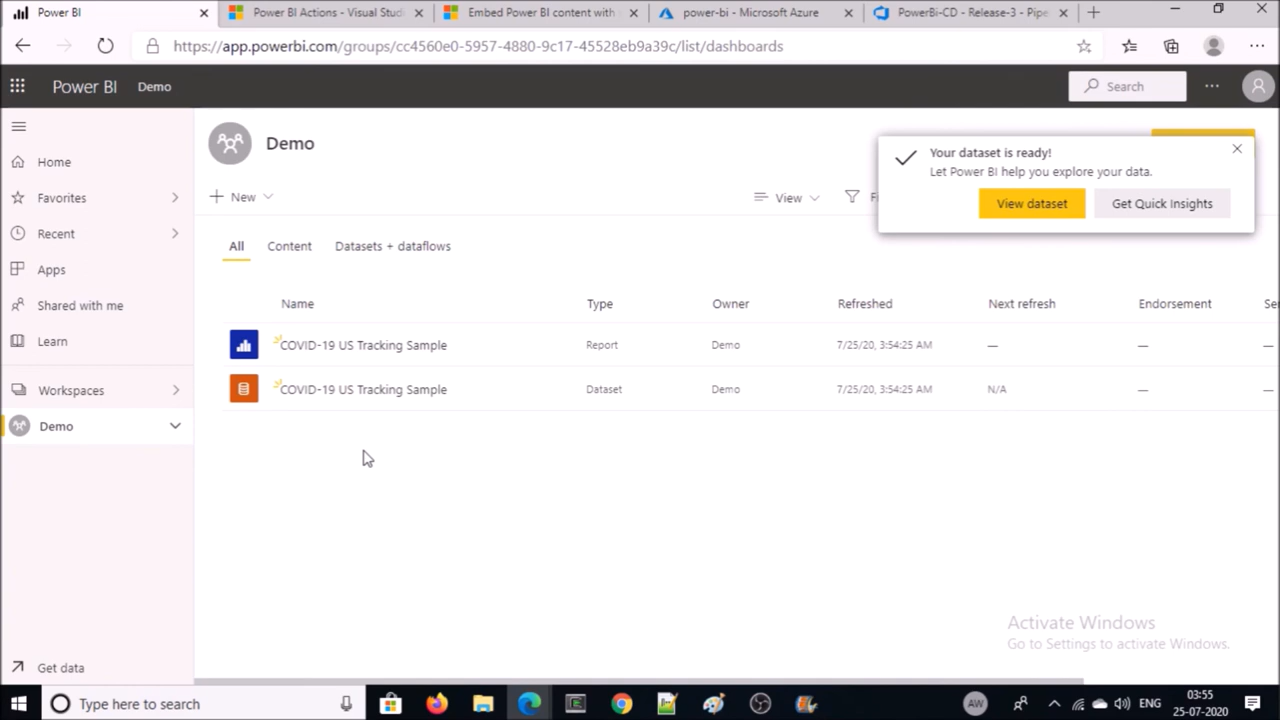 Power BI
Power BI Actions - Visual Stud
Embed Power BI content with
power-bi - Microsoft Azure
PowerBi-CD - Release-3 - Pipe
https://app.powerbi.com/groups/cc4560e0-5957-4880-9c17-45528eb9a39c/list/dashboards
Power BI Demo Search
Demo
Your dataset is ready!
Let Power BI help you explore your data.
View dataset Get Quick Insights
Home
Favorites
Recent
Apps
Shared with me
Learn
Workspaces
Demo
Get data
New View Fi
All Content Datasets + dataflows
Name Type Owner Refreshed Next refresh Endorsement Se
COVID-19 US Tracking Sample Report Demo 7/25/20, 3:54:25 AM — — —
COVID-19 US Tracking Sample Dataset Demo 7/25/20, 3:54:25 AM N/A — —
Activate Windows
Go to Settings to activate Windows.
Type here to search AW ENG 03:55
25-07-2020